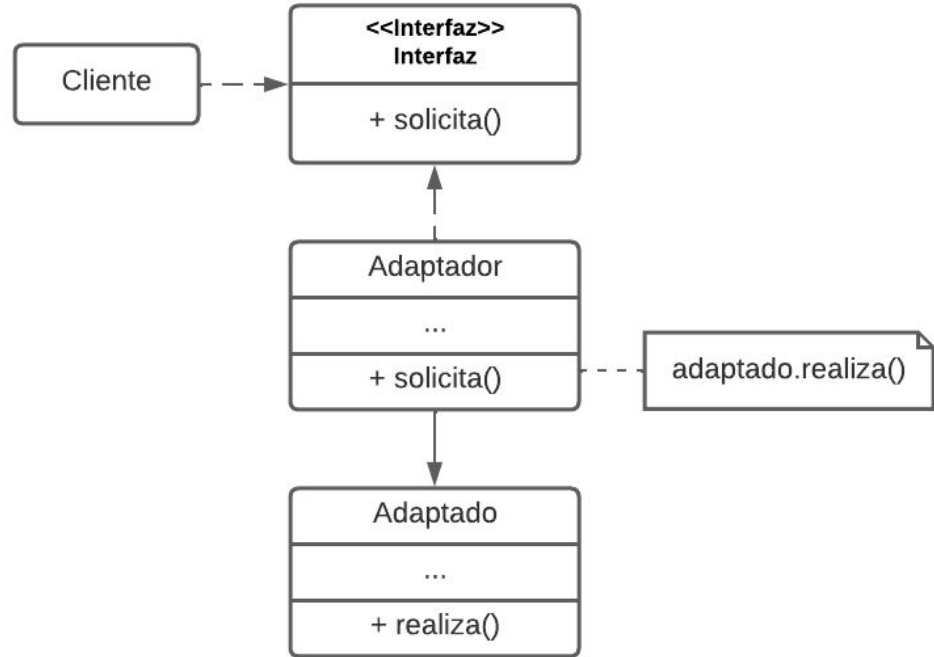 <<Interfaz>>
Interfaz
Cliente
+ solicita()
Adaptador
...
+ solicita()
adaptado.realiza()
Adaptado
...
+ realiza()